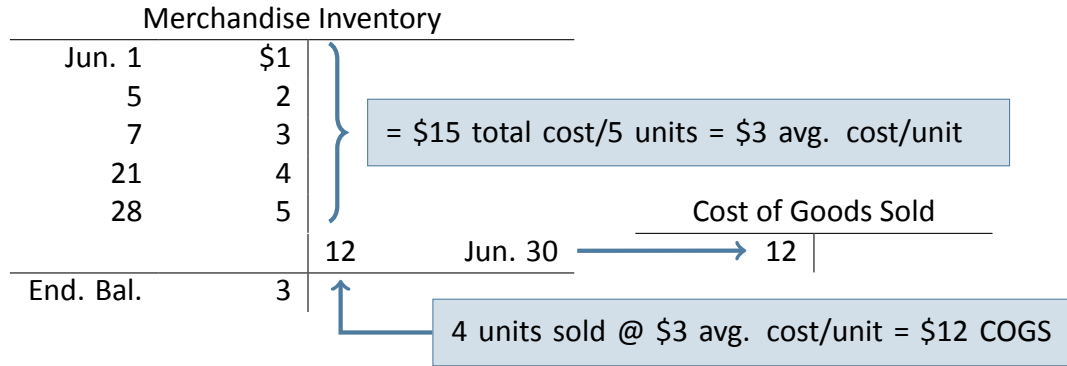 Merchandise Inventory
Jun. 1 $1
5 2
= $15 total cost/5 units = $3 avg. cost/unit
7 3
21 4
28 5
Cost of Goods Sold
12 Jun. 30 12
End. Bal. 3
4 units sold @ $3 avg. cost/unit = $12 COGS